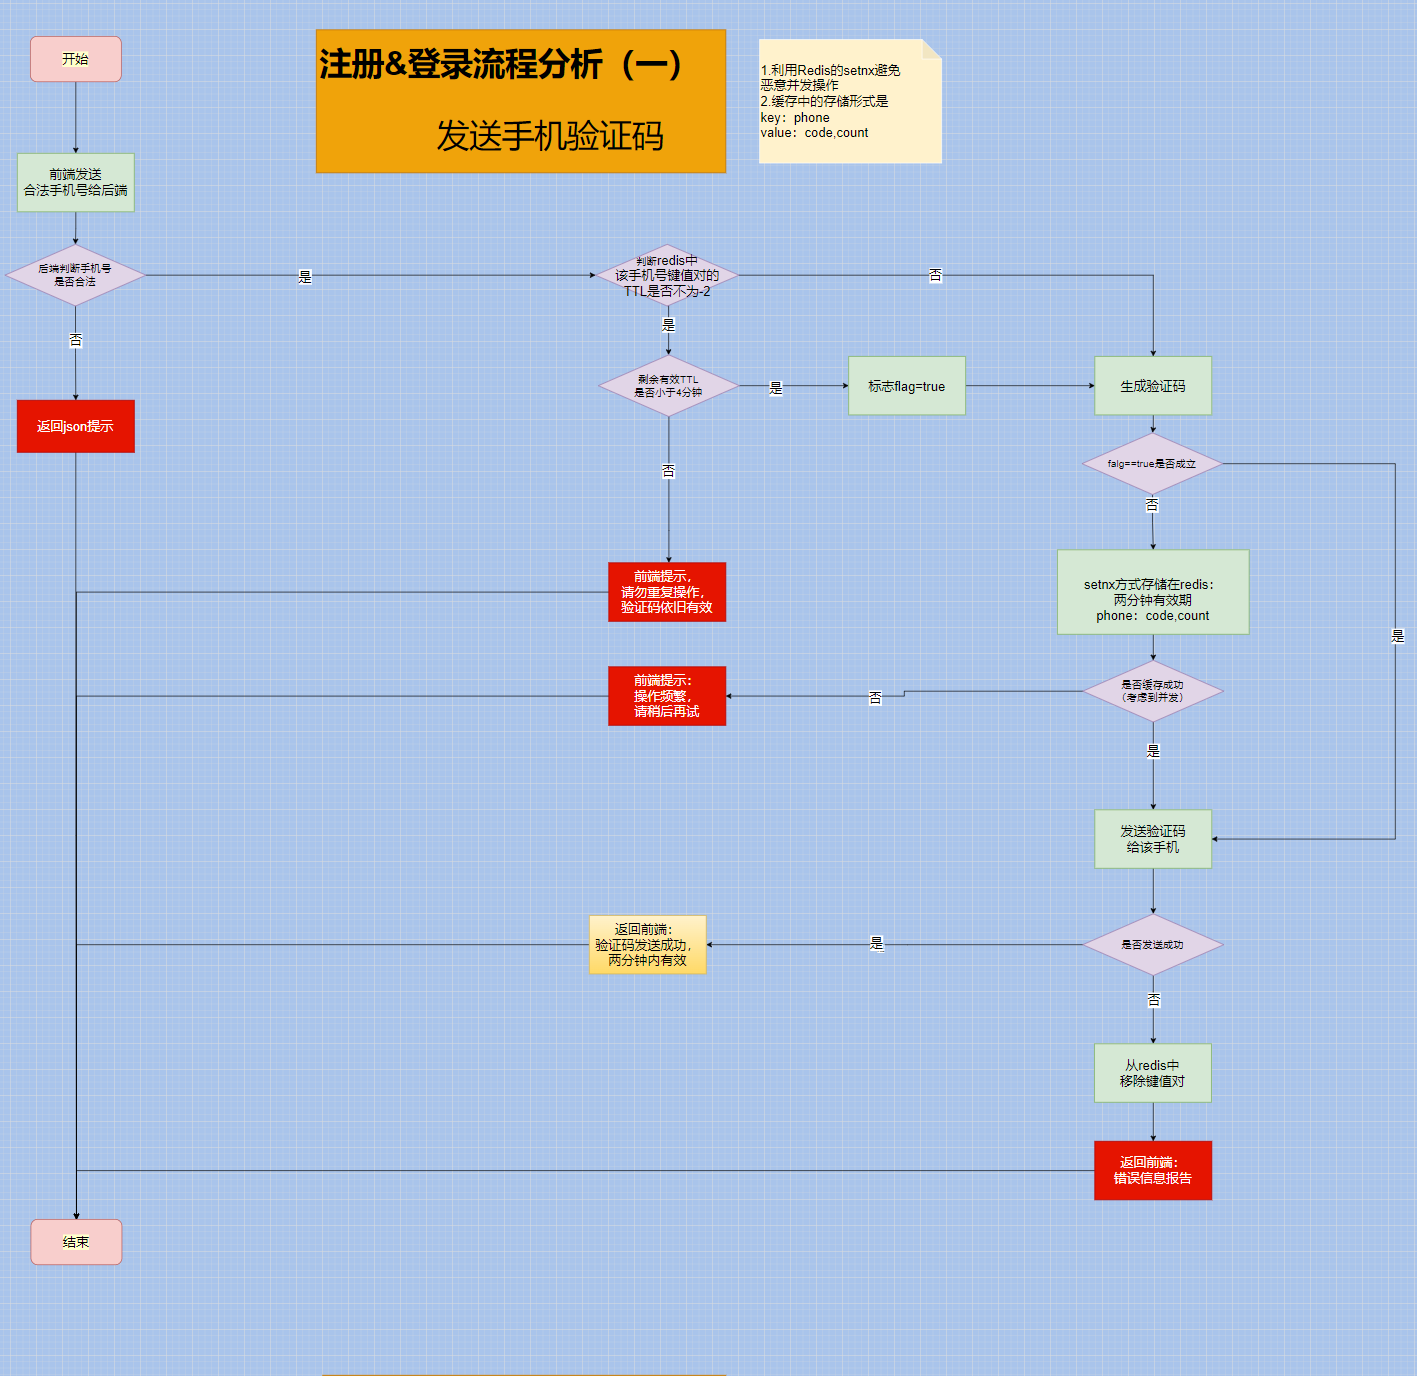 开始
注册&登录流程分析（一）
发送手机验证码
1.利用Redis的setnx避免
恶意并发操作
2.缓存中的存储形式是
key: phone
value: code,count
前端发送
合法手机号给后端
后端判断手机号
是否合法
是
判断redis中
该手机号键值对的
TTL是否不为-2
否
否
是
剩余有效TTL
是否小于4分钟
是
标志flag=true
生成验证码
返回json提示
falg==true是否成立
否
否
setnx方式存储在redis:
两分钟有效期
phone: code,count
前端提示，
请勿重复操作，
验证码依旧有效
是
前端提示：
操作频繁，
请稍后再试
否
是否缓存成功
（考虑到并发）
是
发送验证码
给该手机
返回前端：
验证码发送成功，
两分钟内有效
是
是否发送成功
否
从redis中
移除键值对
返回前端：
错误信息报告
结束